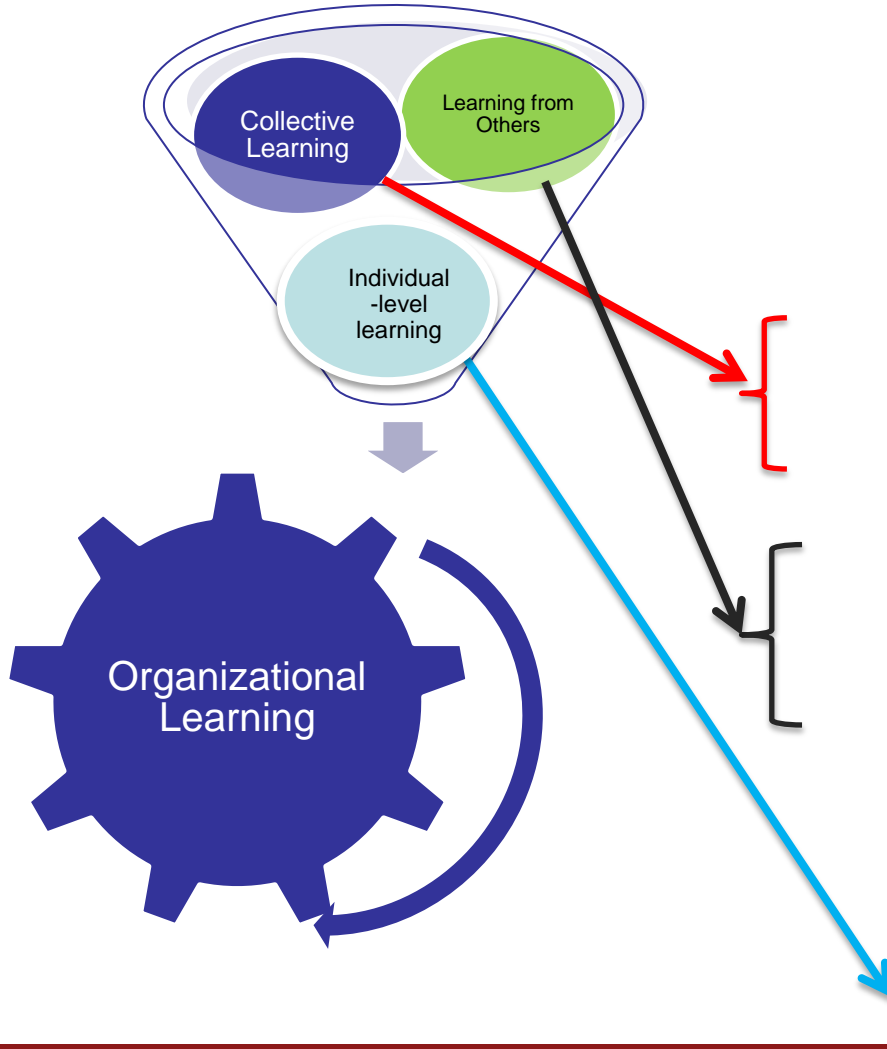 Collective
Learning
Learning from
Others
Individual
-level
learning
Organizational
Learning